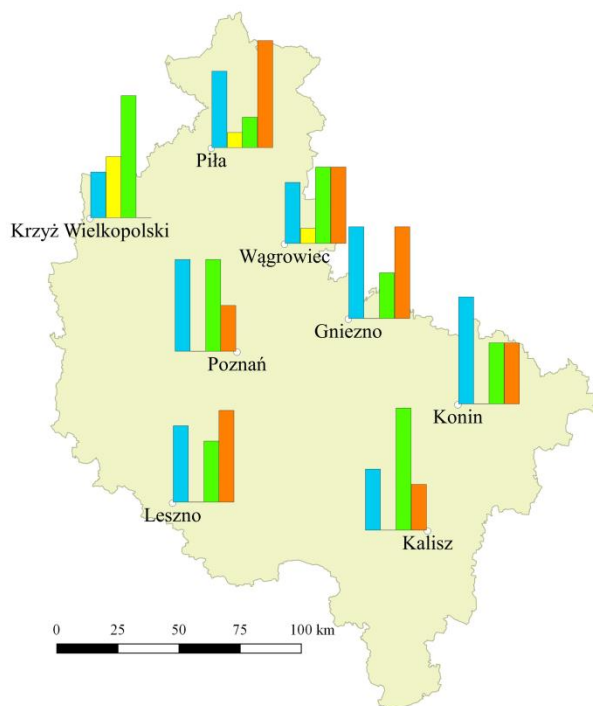 Piła
Krzyż Wielkopolski
Wągrowiec
Gniezno
Poznań
Konin
Leszno
Kalisz
0 25 50 75 100 km